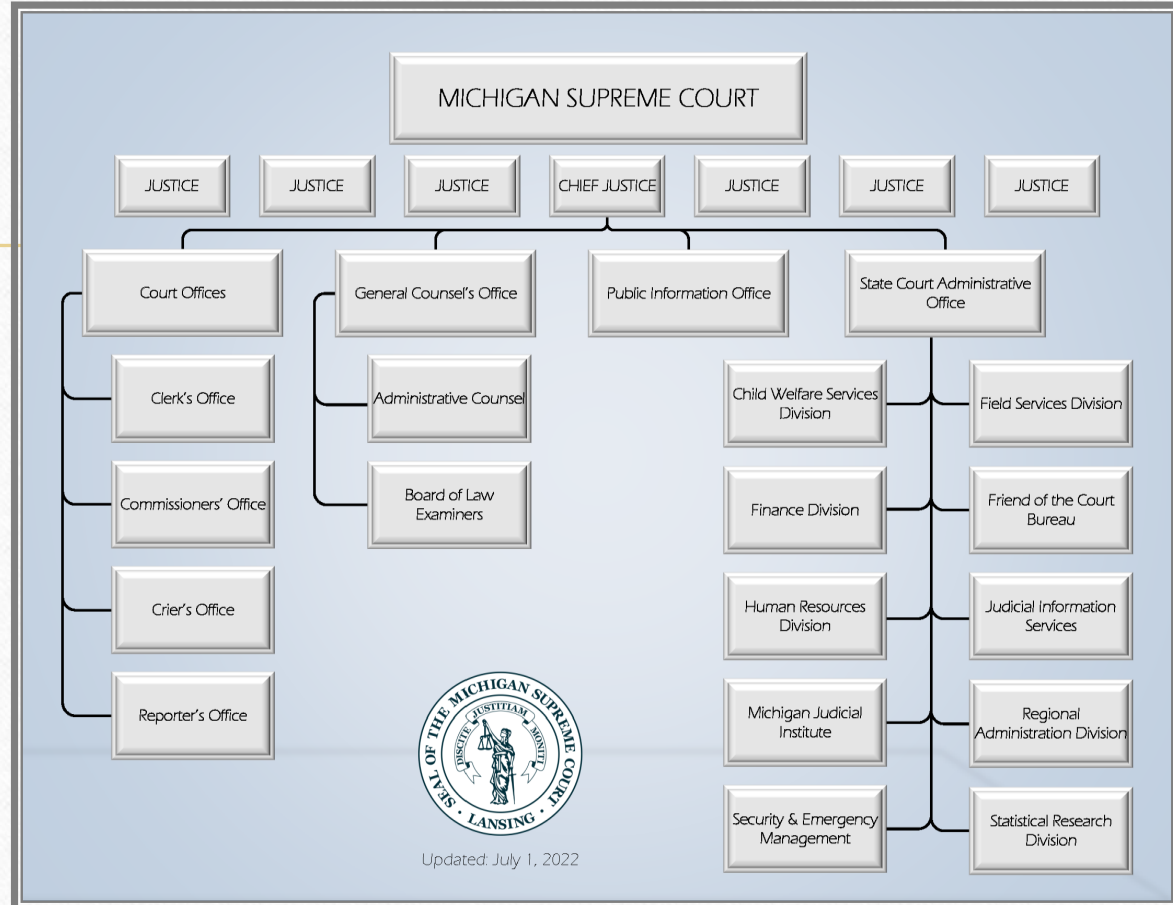 MICHIGAN SUPREME COURT
JUSTICE
JUSTICE
JUSTICE
CHIEF JUSTICE
JUSTICE
JUSTICE
JUSTICE
Court Offices
General Counsel's Office
Public Information Office
State Court Administrative
Office
Clerk's Office
Commissioners' Office
Crier's Office
Reporter's Office
Administrative Counsel
Board of Law
Examiners
Child Welfare Services
Division
Field Services Division
Finance Division
Friend of the Court
Bureau
Human Resources
Division
Judicial Information
Services
Michigan Judicial
Institute
Regional
Administration Division
Security & Emergency
Management
Statistical Research
Division
SEAL OF THE MICHIGAN SUPREME COURT
DISCITE JUSTITIAM MONITI
· LANSING ·
Updated: July 1, 2022